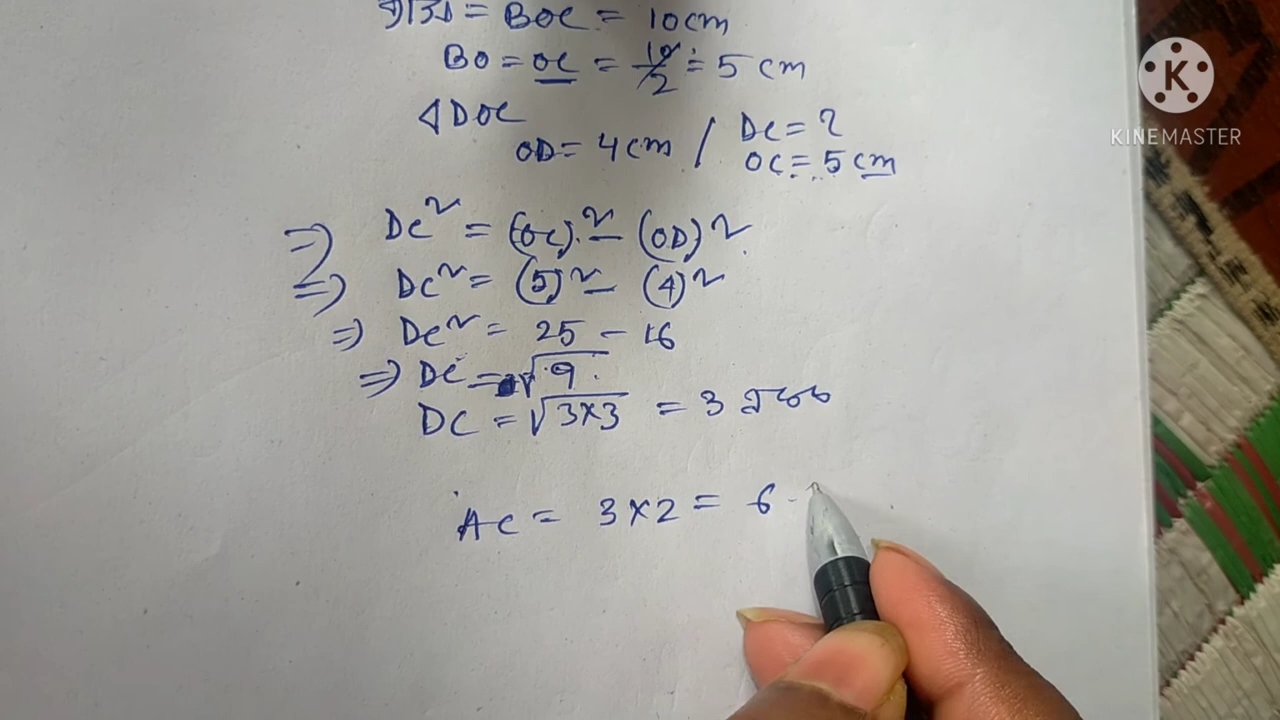 = BOC = 10cm
BO = OC = 10/2 = 5 cm
△DOC
OD = 4 cm / DC = ?
OC = 5 cm
⇒ DC² = (OC)² - (OD)²
⇒ DC² = (5)² - (4)²
⇒ DC² = 25 - 16
⇒ DC = √9
DC = √3×3 = 3
AC = 3×2 = 6
K
KINEMASTER